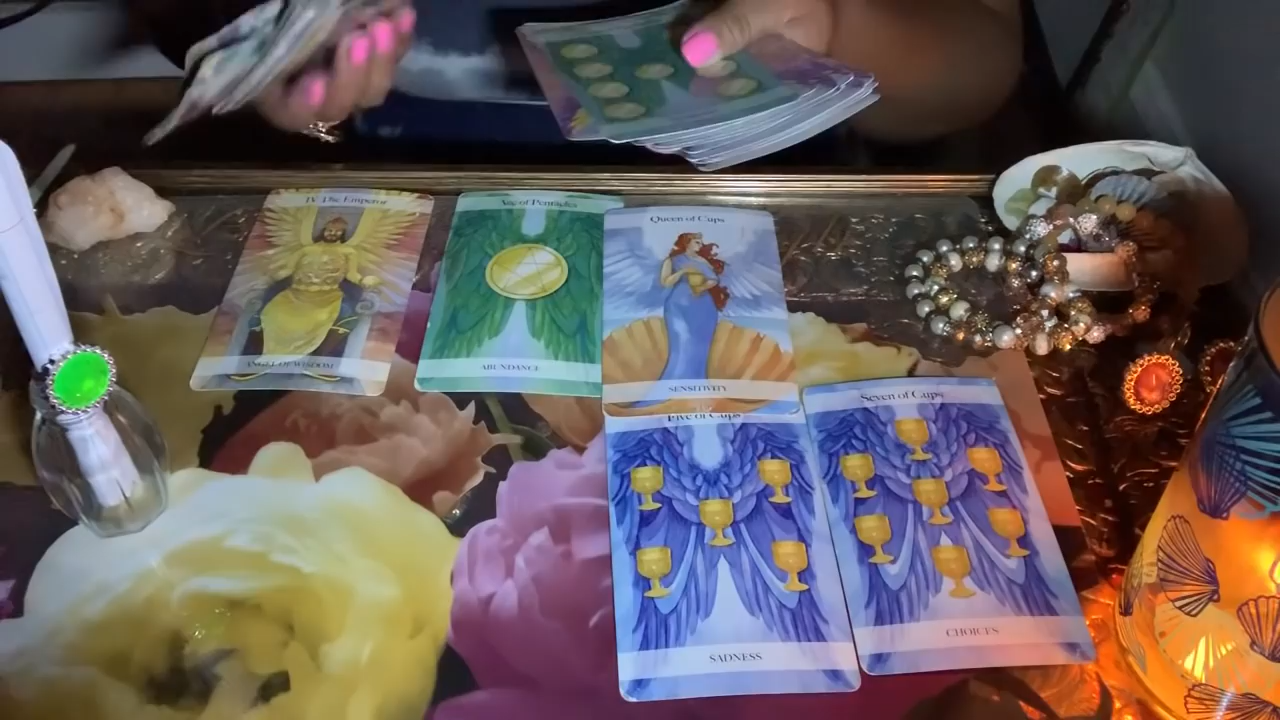 IV The Emperor
ANGEL OF WISDOM
Ace of Pentacles
ABUNDANCE
Queen of Cups
SENSITIVITY
Five of Cups
SADNESS
Seven of Cups
CHOICES